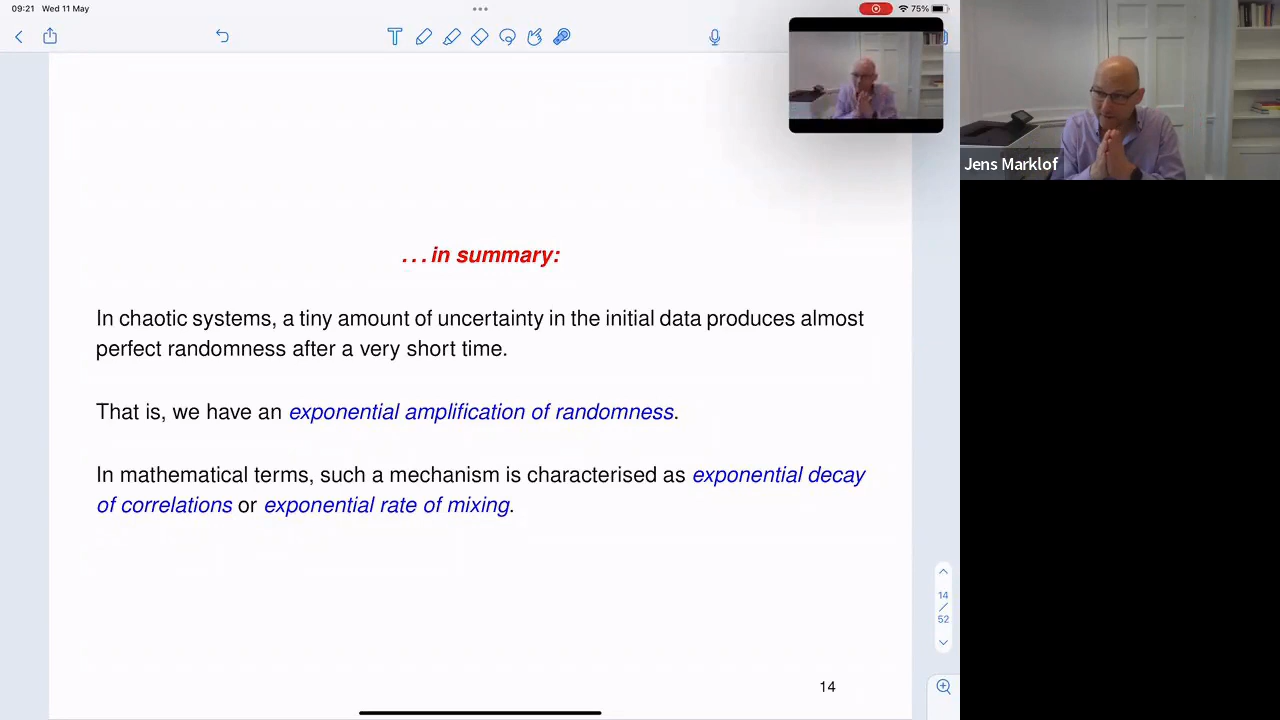 09:21 Wed 11 May
75%
Jens Marklof
. . . in summary:
In chaotic systems, a tiny amount of uncertainty in the initial data produces almost
perfect randomness after a very short time.
That is, we have an exponential amplification of randomness.
In mathematical terms, such a mechanism is characterised as exponential decay
of correlations or exponential rate of mixing.
14
/
52
14